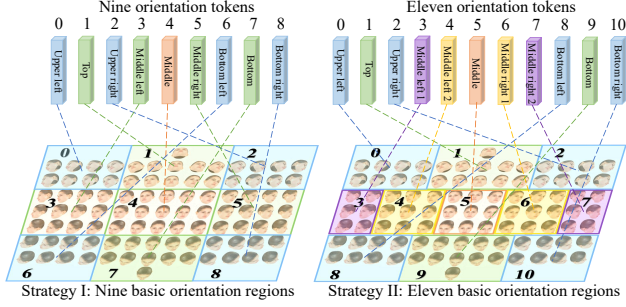 Nine orientation tokens
0 1 2 3 4 5 6 7 8
Upper left
Top
Upper right
Middle left
Middle
Middle right
Bottom left
Bottom
Bottom right
0 1 2
3 4 5
6 7 8
Strategy I: Nine basic orientation regions
Eleven orientation tokens
0 1 2 3 4 5 6 7 8 9 10
Upper left
Top
Upper right
Middle left 1
Middle left 2
Middle
Middle right 1
Middle right 2
Bottom left
Bottom
Bottom right
0 1 2
3 4 5 6 7
8 9 10
Strategy II: Eleven basic orientation regions